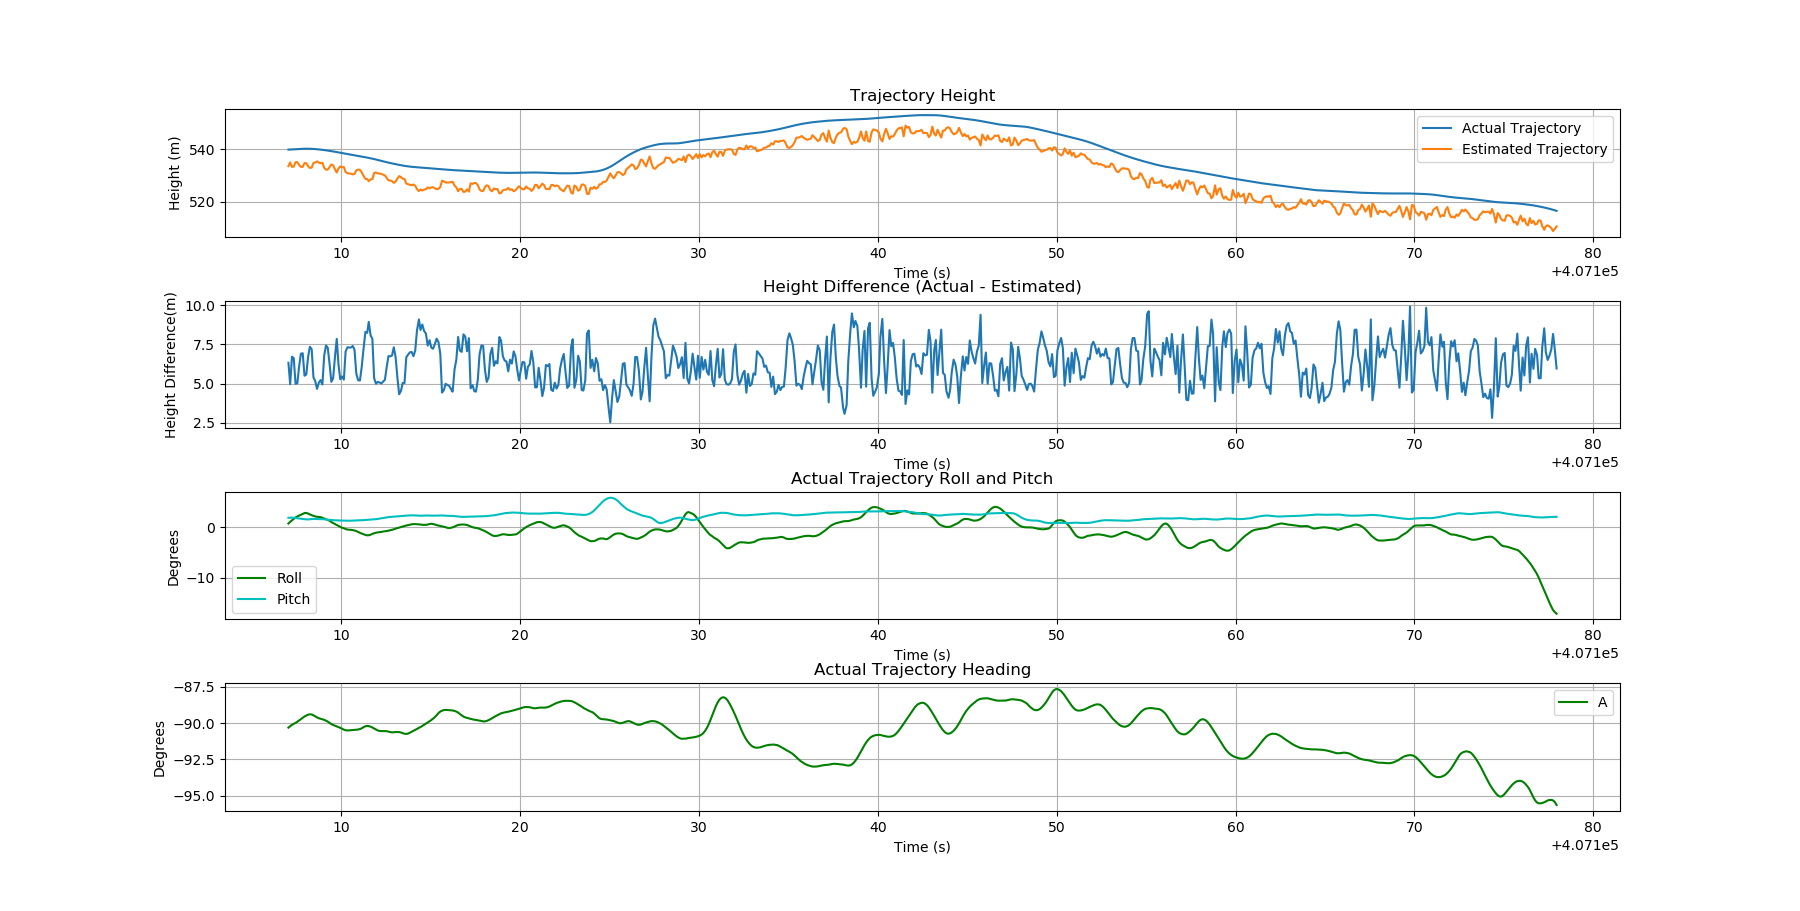 Trajectory Height
Height (m)
540
520
Actual Trajectory
Estimated Trajectory
10 20 30 40 50 60 70 80
Time (s)
+4.071e5
Height Difference (Actual - Estimated)
Height Difference(m)
10.0
7.5
5.0
2.5
10 20 30 40 50 60 70 80
Time (s)
+4.071e5
Actual Trajectory Roll and Pitch
Degrees
0
−10
Roll
Pitch
10 20 30 40 50 60 70 80
Time (s)
+4.071e5
Actual Trajectory Heading
Degrees
−87.5
−90.0
−92.5
−95.0
A
10 20 30 40 50 60 70 80
Time (s)
+4.071e5